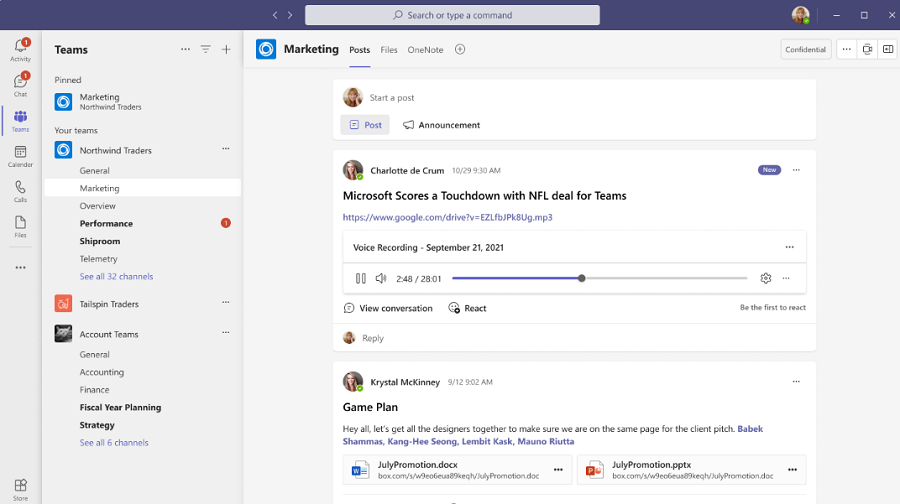 Search or type a command
Activity
1
Chat
1
Teams
Calender
Calls
Files
Store
Teams
Pinned
Marketing
Northwind Traders
Your teams
Northwind Traders
General
Marketing
Overview
Performance
1
Shiproom
Telemetry
See all 32 channels
Tailspin Traders
Account Teams
General
Accounting
Finance
Fiscal Year Planning
Strategy
See all 6 channels
Marketing Posts Files OneNote
Confidential
Start a post
Post Announcement
Charlotte de Crum 10/29 9:30 AM
New
Microsoft Scores a Touchdown with NFL deal for Teams
https://www.google.com/drive?v=EZLfbJPk8Ug.mp3
Voice Recording - September 21, 2021
2:48 / 28:01
View conversation React
Be the first to react
Reply
Krystal McKinney 9/12 9:02 AM
Game Plan
Hey all, let's get all the designers together to make sure we are on the same page for the client pitch. Babek
Shammas, Kang-Hee Seong, Lembit Kask, Mauno Riutta
JulyPromotion.docx
box.com/s/w9eo6eua89keqh/JulyPromotion.doc
JulyPromotion.pptx
box.com/s/w9eo6eua89keqh/JulyPromotion.doc